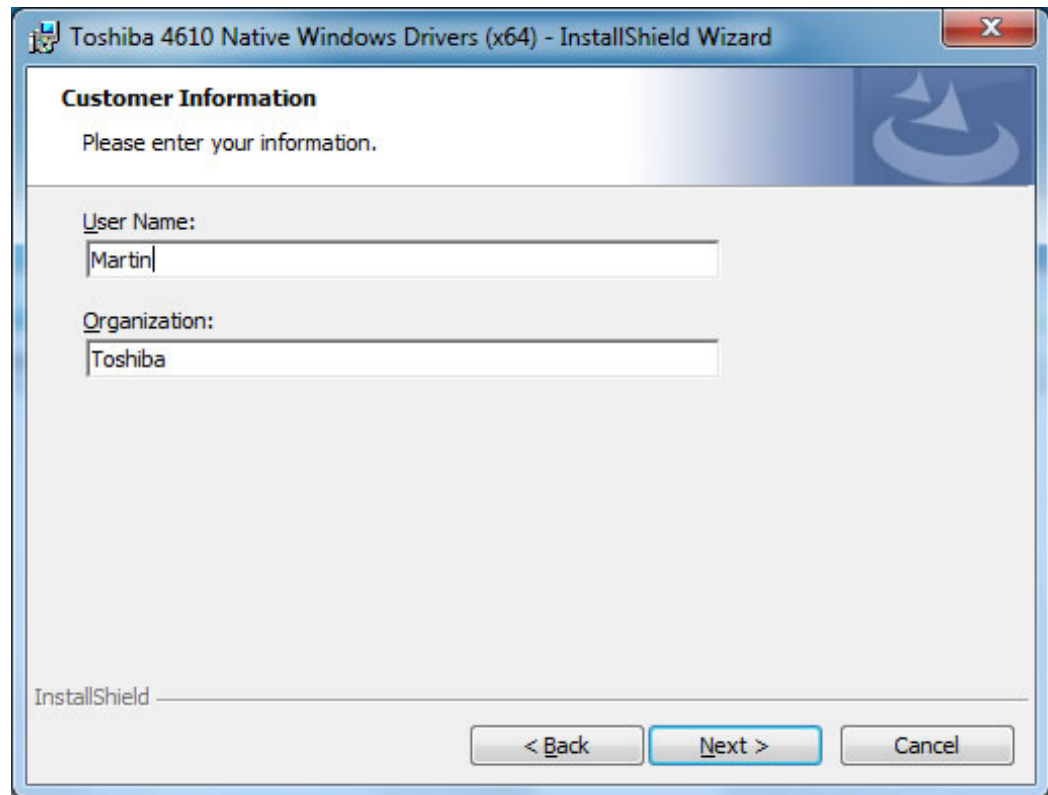 Toshiba 4610 Native Windows Drivers (x64) - InstallShield Wizard
Customer Information
Please enter your information.
User Name:
Martin
Organization:
Toshiba
InstallShield
< Back
Next >
Cancel